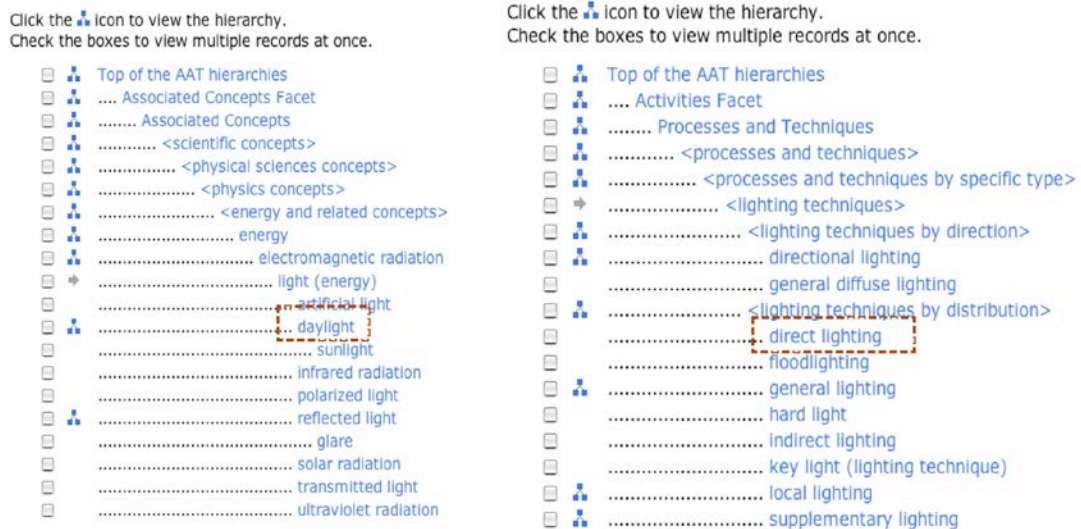 Click the icon to view the hierarchy.
Check the boxes to view multiple records at once.
Top of the AAT hierarchies
.... Associated Concepts Facet
........ Associated Concepts
............ <scientific concepts>
................ <physical sciences concepts>
.................... <physics concepts>
........................ <energy and related concepts>
............................ energy
................................ electromagnetic radiation
.................................... light (energy)
........................................ artificial light
........................................ daylight
............................................ sunlight
........................................ infrared radiation
........................................ polarized light
........................................ reflected light
............................................ glare
........................................ solar radiation
........................................ transmitted light
........................................ ultraviolet radiation
Click the icon to view the hierarchy.
Check the boxes to view multiple records at once.
Top of the AAT hierarchies
.... Activities Facet
........ Processes and Techniques
............ <processes and techniques>
................ <processes and techniques by specific type>
.................... <lighting techniques>
........................ <lighting techniques by direction>
............................ directional lighting
............................ general diffuse lighting
........................ <lighting techniques by distribution>
............................ direct lighting
............................ floodlighting
............................ general lighting
............................ hard light
............................ indirect lighting
............................ key light (lighting technique)
............................ local lighting
............................ supplementary lighting